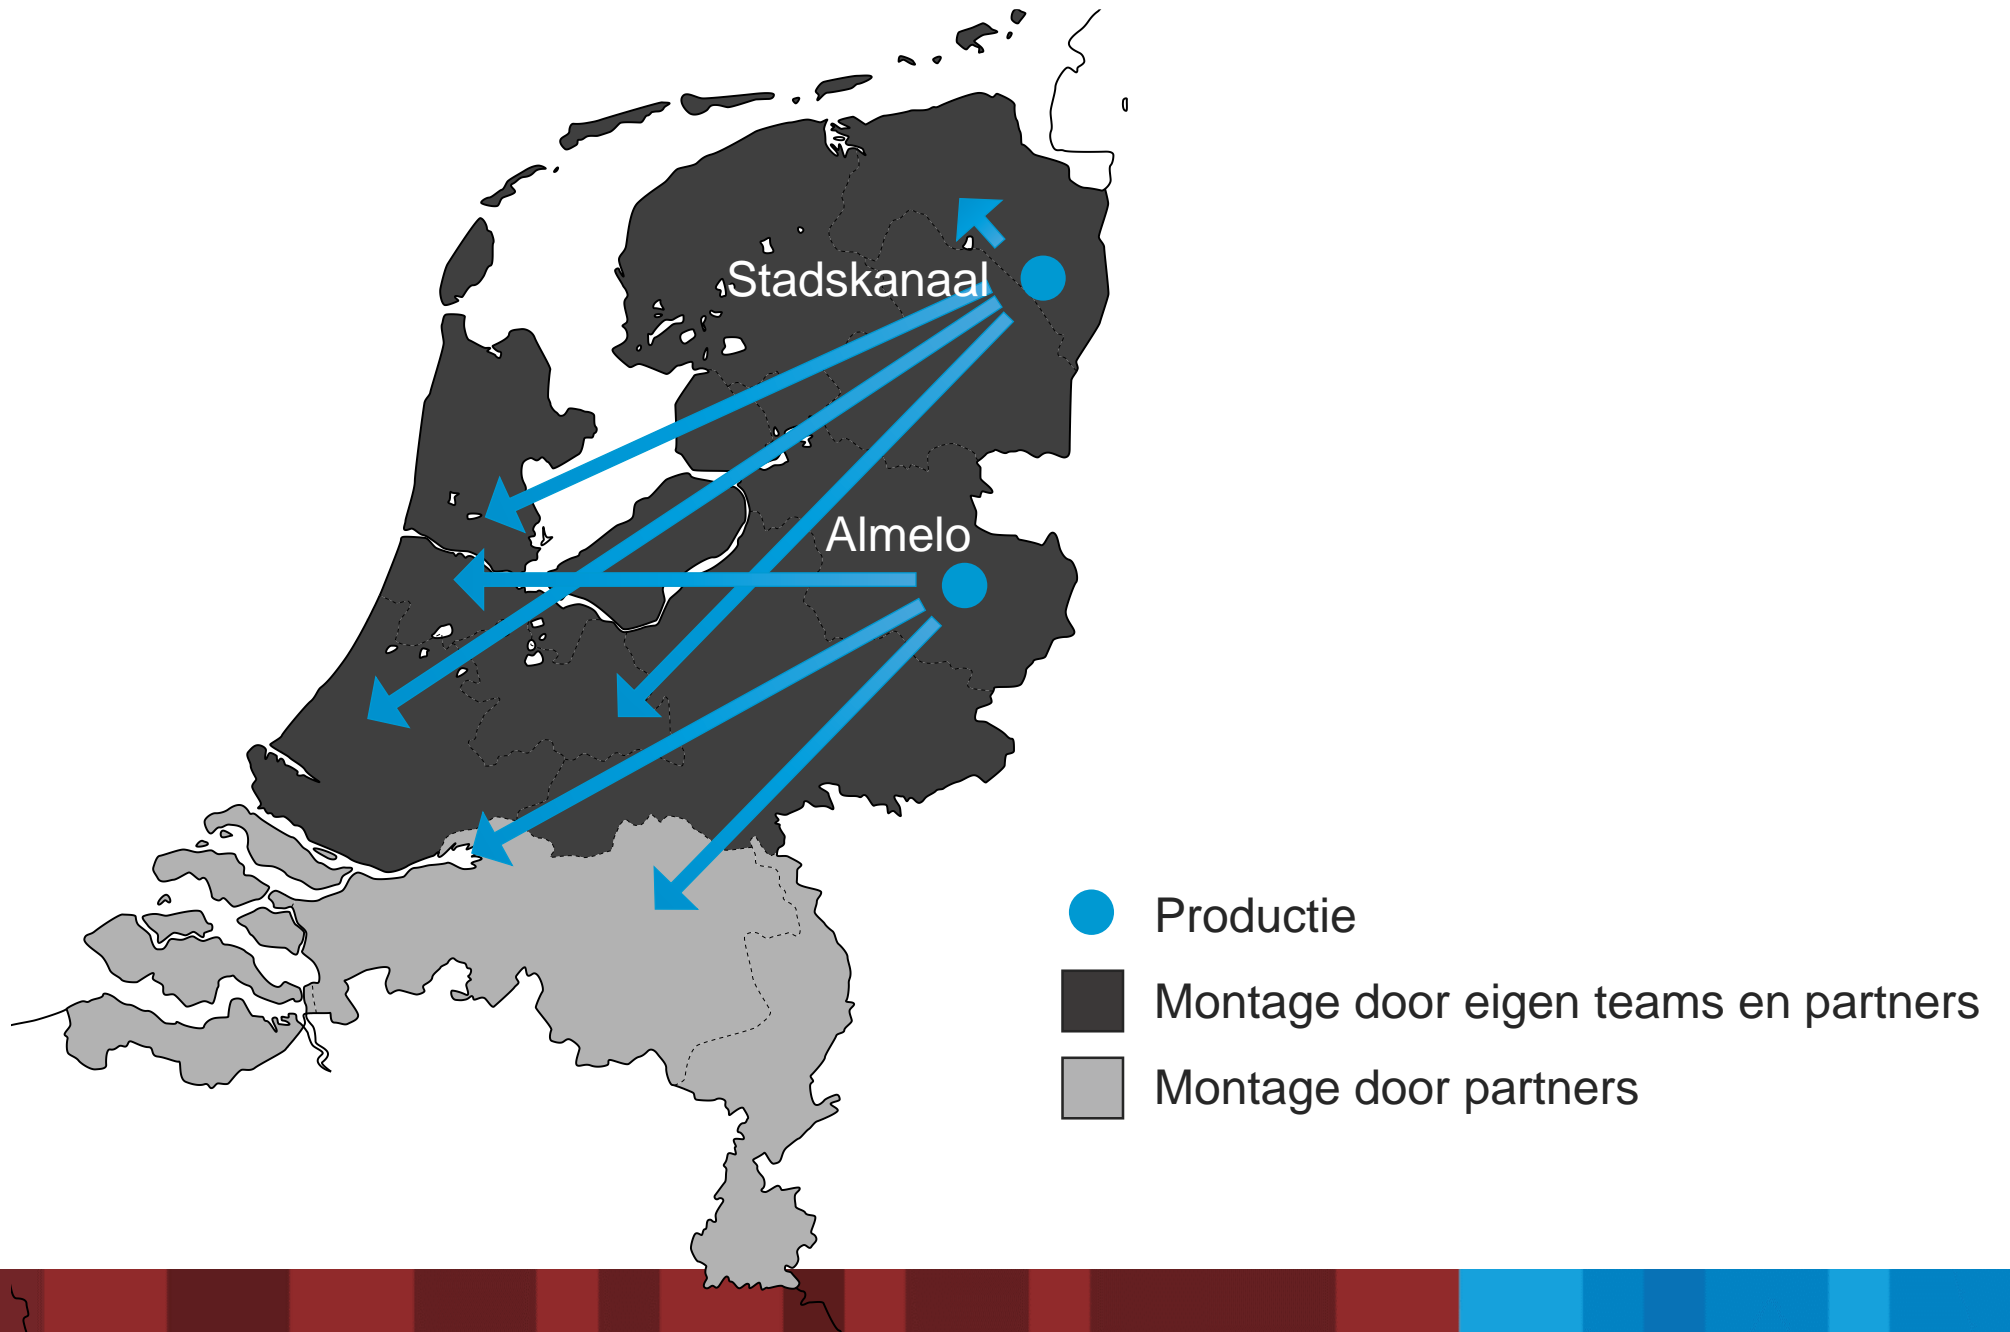 Stadskanaal
Almelo
Productie
Montage door eigen teams en partners
Montage door partners